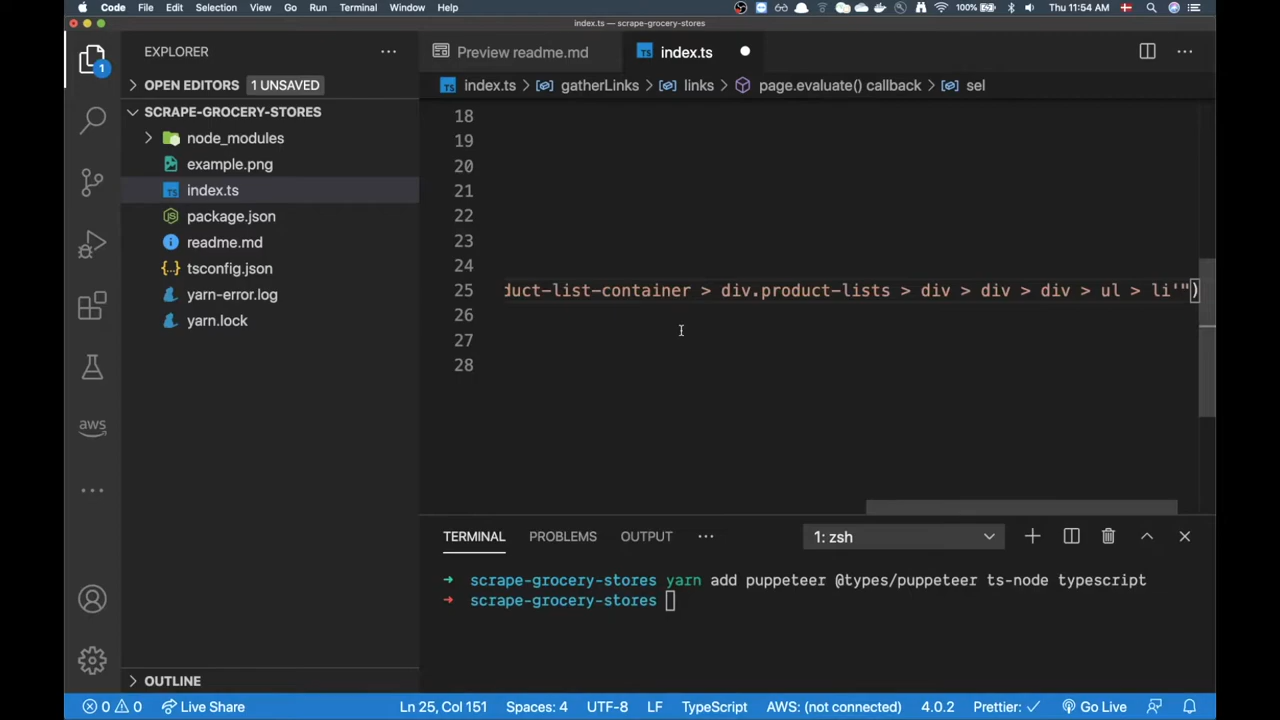 Code File Edit Selection View Go Run Terminal Window Help 100% Thu 11:54 AM
index.ts — scrape-grocery-stores
EXPLORER
Preview readme.md index.ts
OPEN EDITORS 1 UNSAVED
index.ts > gatherLinks > links > page.evaluate() callback > sel
SCRAPE-GROCERY-STORES
node_modules
example.png
index.ts
package.json
readme.md
tsconfig.json
yarn-error.log
yarn.lock
aws
1
18
19
20
21
22
23
24
25 duct-list-container > div.product-lists > div > div > div > ul > li'")
26
27
28
TERMINAL PROBLEMS OUTPUT 1: zsh
→ scrape-grocery-stores yarn add puppeteer @types/puppeteer ts-node typescript
→ scrape-grocery-stores
OUTLINE
0 0 Live Share Ln 25, Col 151 Spaces: 4 UTF-8 LF TypeScript AWS: (not connected) 4.0.2 Prettier: ✓ Go Live